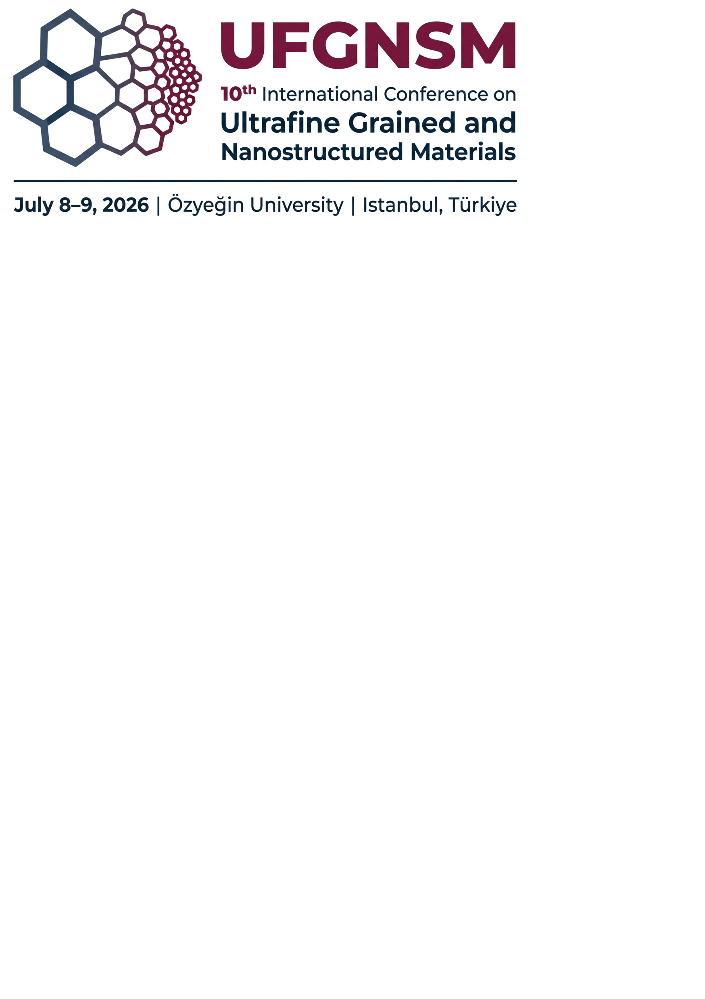 UFGNSM
10th International Conference on
Ultrafine Grained and
Nanostructured Materials
July 8–9, 2026 | Özyeğin University | Istanbul, Türkiye